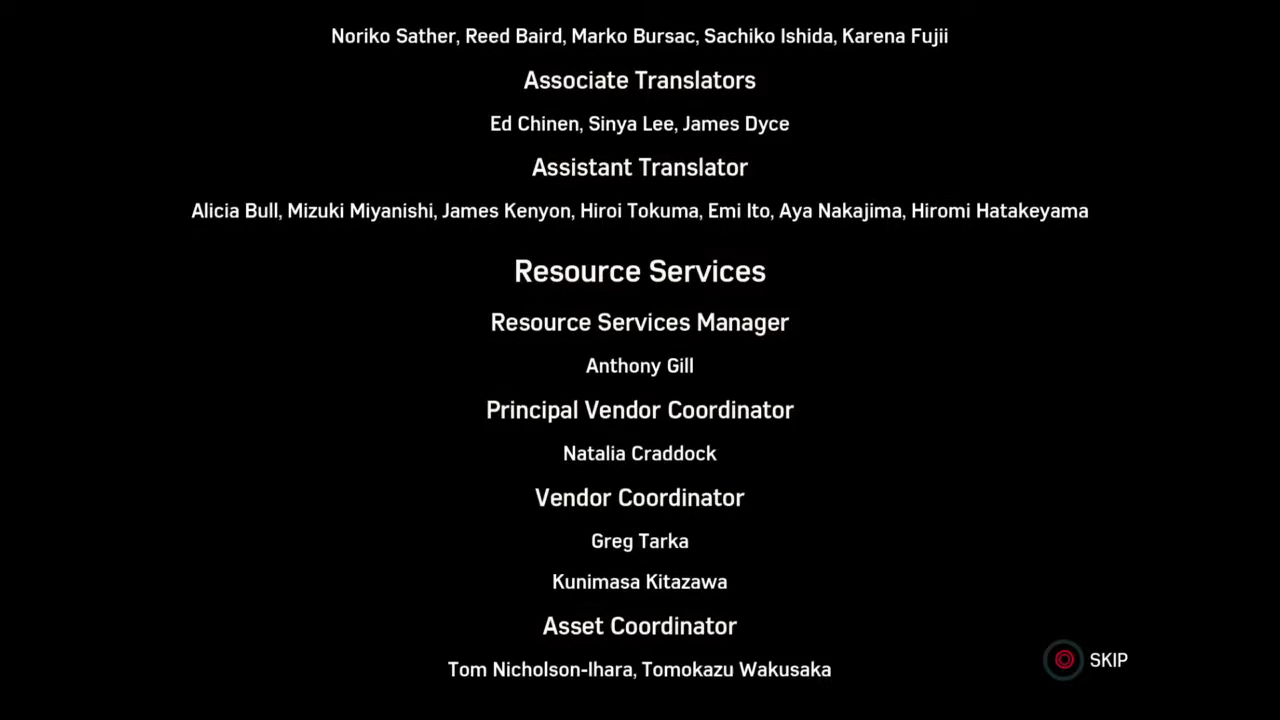 Noriko Sather, Reed Baird, Marko Bursac, Sachiko Ishida, Karena Fujii
Associate Translators
Ed Chinen, Sinya Lee, James Dyce
Assistant Translator
Alicia Bull, Mizuki Miyanishi, James Kenyon, Hiroi Tokuma, Emi Ito, Aya Nakajima, Hiromi Hatakeyama
Resource Services
Resource Services Manager
Anthony Gill
Principal Vendor Coordinator
Natalia Craddock
Vendor Coordinator
Greg Tarka
Kunimasa Kitazawa
Asset Coordinator
Tom Nicholson-Ihara, Tomokazu Wakusaka
SKIP